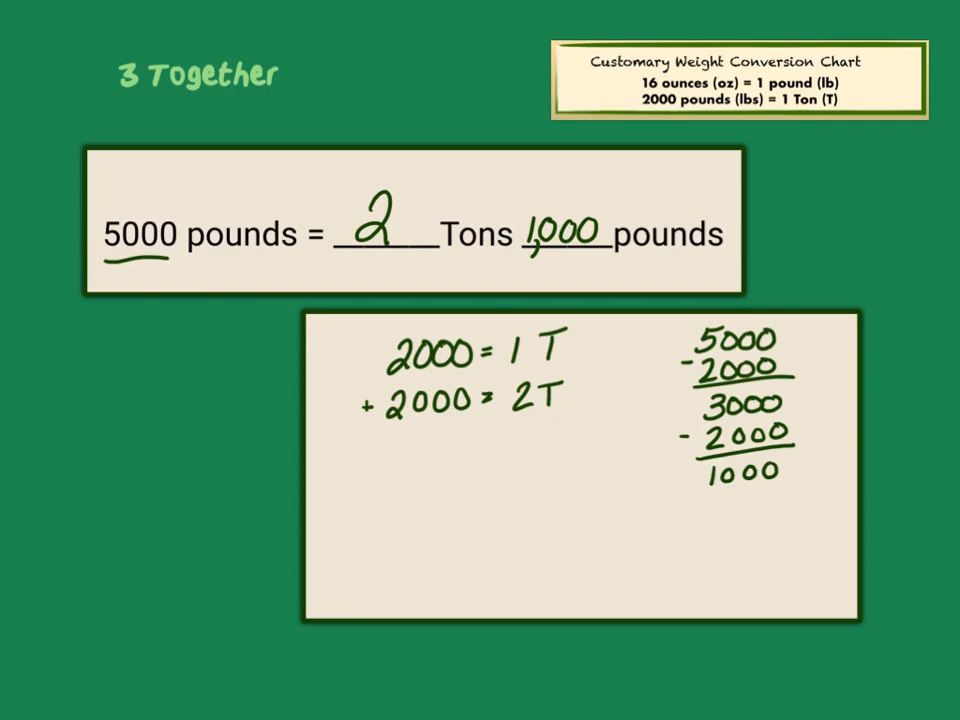 3 Together
Customary Weight Conversion Chart
16 ounces (oz) = 1 pound (lb)
2000 pounds (lbs) = 1 Ton (T)
5000 pounds = 2 Tons 1,000 pounds
2000 = 1 T
+ 2000 = 2T
5000
- 2000
3000
- 2000
1000